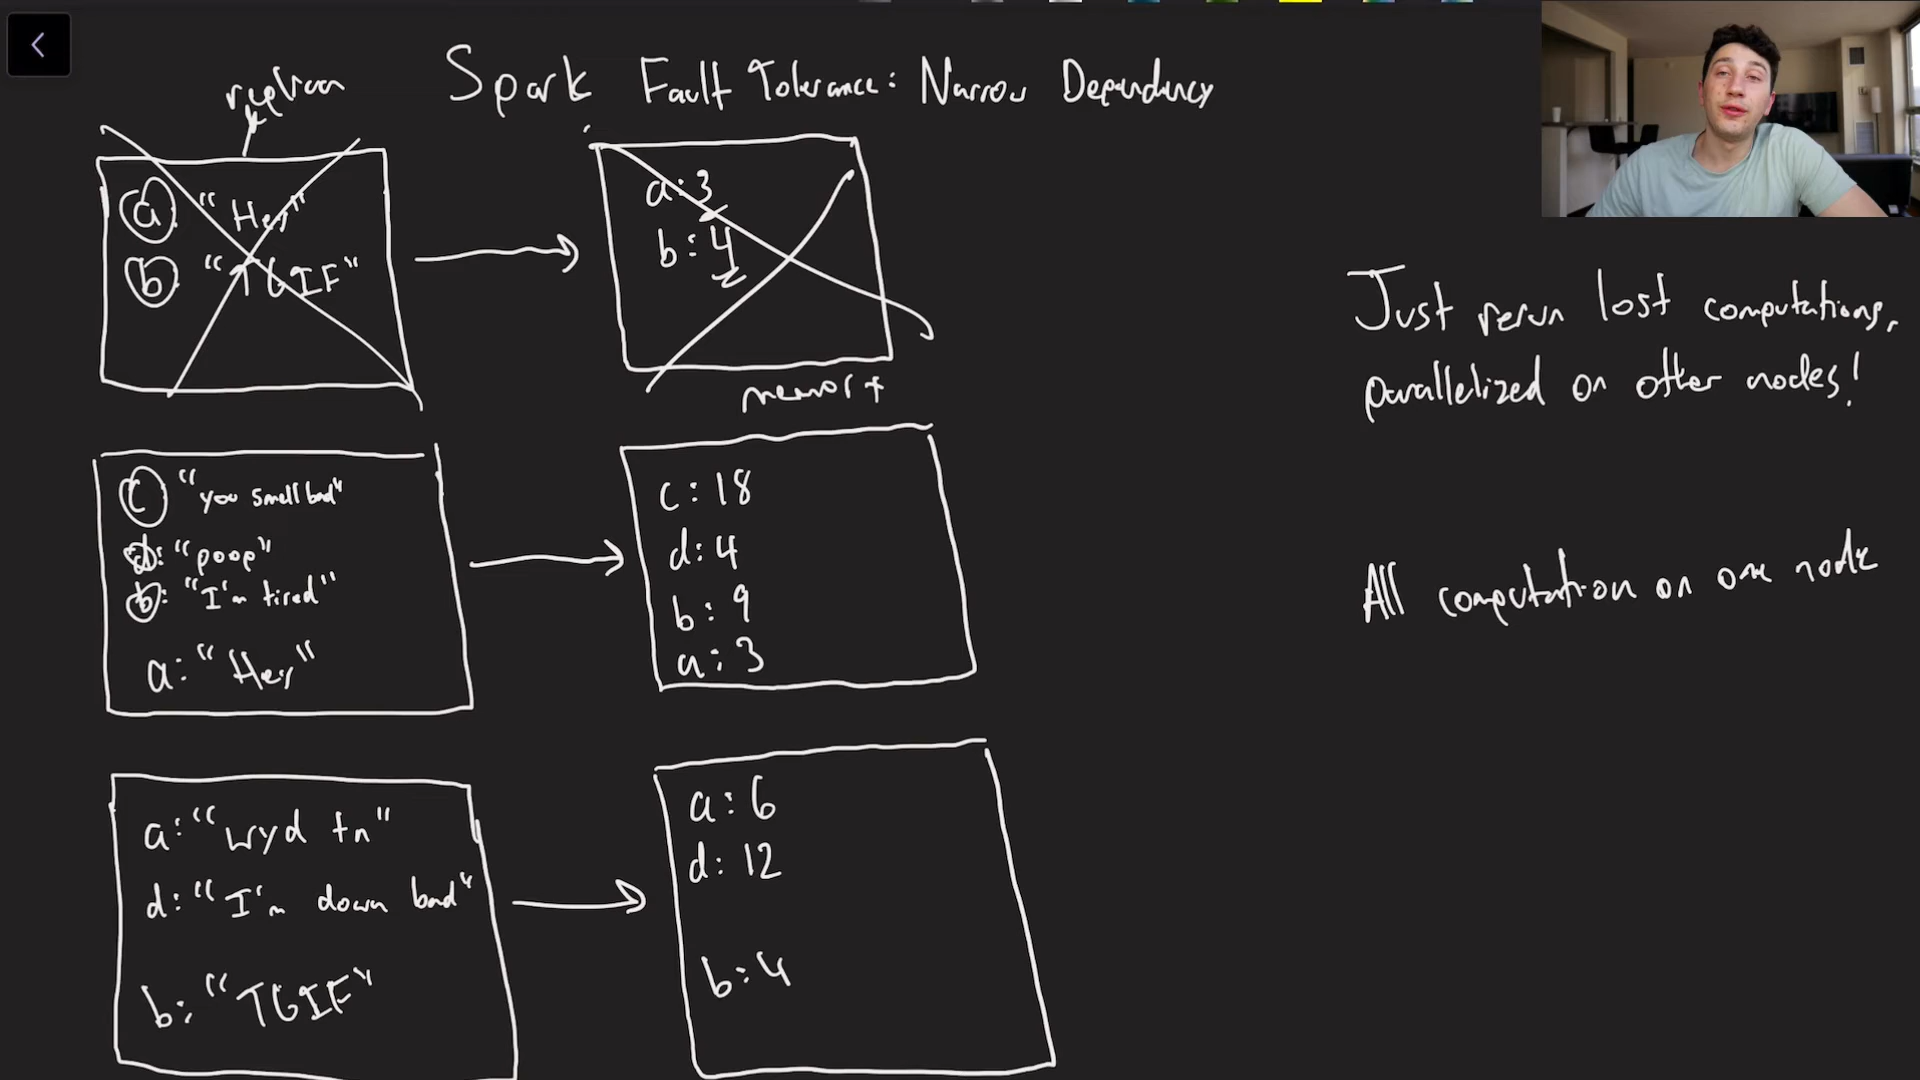 Spark Fault Tolerance: Narrow Dependency
a: "Hey"
b: "TGIF"
a: 3
b: 4
c "you smell bad"
d: "poop"
b: "I'm tired"
a: "Hey"
c: 18
d: 4
b: 9
a: 3
a: "wyd tn"
d: "I'm down bad"
b: "TGIF"
a: 6
d: 12
b: 4
Just rerun lost computations,
parallelized on other nodes!
All computation on one node